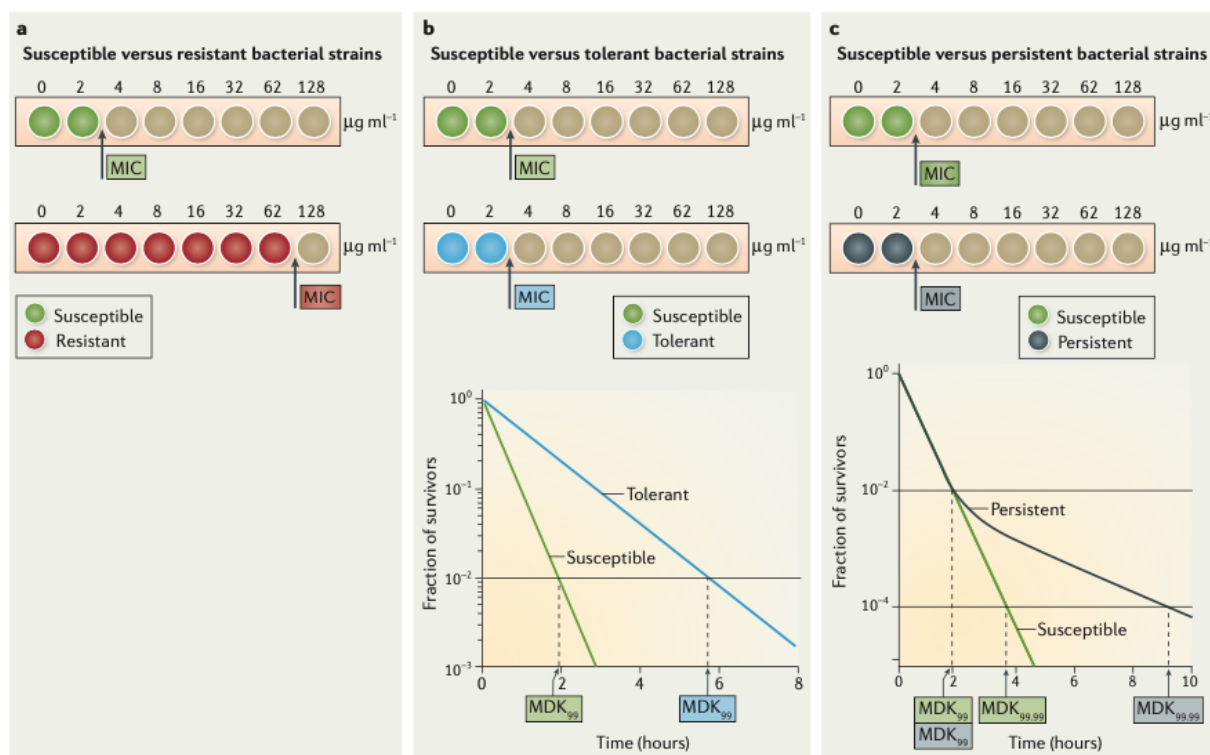 a
Susceptible versus resistant bacterial strains
0 2 4 8 16 32 62 128
µg ml⁻¹
MIC
0 2 4 8 16 32 62 128
µg ml⁻¹
MIC
Susceptible
Resistant
b
Susceptible versus tolerant bacterial strains
0 2 4 8 16 32 62 128
µg ml⁻¹
MIC
0 2 4 8 16 32 62 128
µg ml⁻¹
MIC
Susceptible
Tolerant
Fraction of survivors
10⁰
10⁻¹
10⁻²
10⁻³
Tolerant
Susceptible
0 2 4 6 8
MDK₉₉ MDK₉₉
Time (hours)
c
Susceptible versus persistent bacterial strains
0 2 4 8 16 32 62 128
µg ml⁻¹
MIC
0 2 4 8 16 32 62 128
µg ml⁻¹
MIC
Susceptible
Persistent
Fraction of survivors
10⁰
10⁻²
10⁻⁴
Persistent
Susceptible
0 2 4 6 8 10
MDK₉₉ MDK₉₉.₉₉ MDK₉₉.₉₉
MDK₉₉
Time (hours)